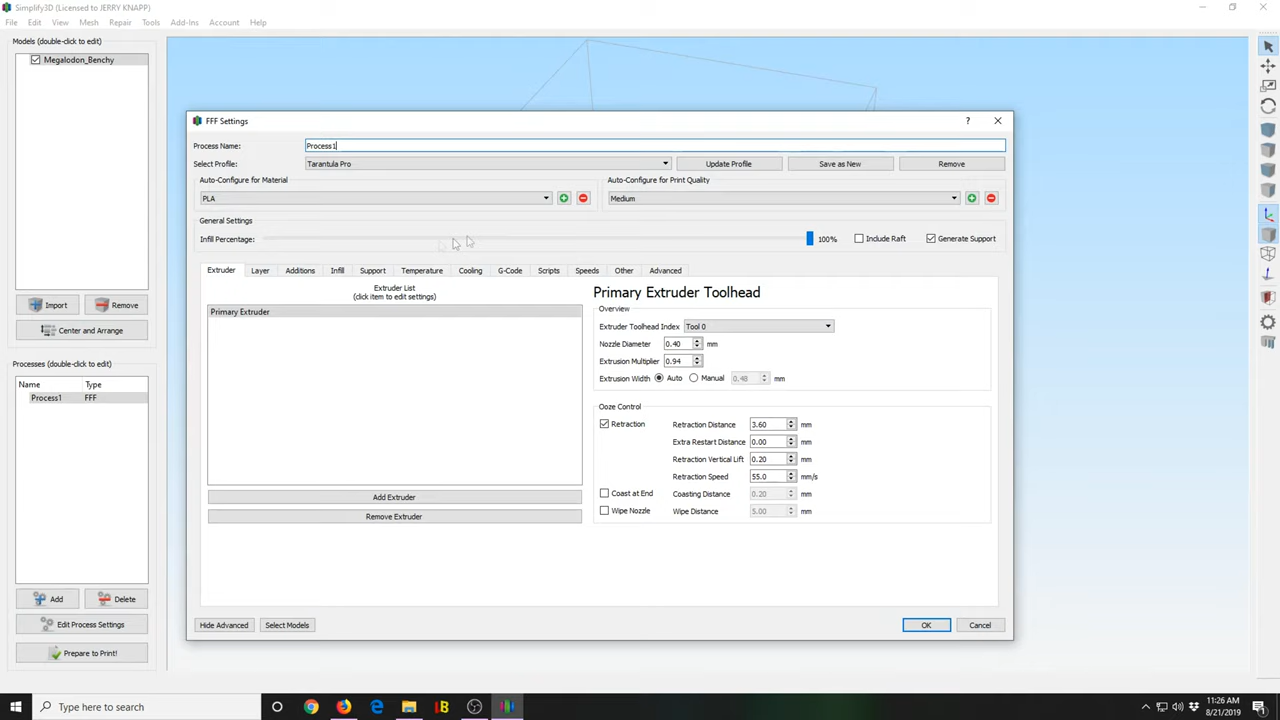 Simplify3D (Licensed to JERRY KNAPP)
File Edit View Mesh Repair Tools Add-Ins Account Help
Models (double-click to edit)
Megalodon_Benchy
Import Remove
Center and Arrange
Processes (double-click to edit)
Name Type
Process1 FFF
Add Delete
Edit Process Settings
Prepare to Print!
FFF Settings ?
Process Name: Process1
Select Profile: Tarantula Pro Update Profile Save as New Remove
Auto-Configure for Material Auto-Configure for Print Quality
PLA Medium
General Settings
Infill Percentage: 100% Include Raft Generate Support
Extruder Layer Additions Infill Support Temperature Cooling G-Code Scripts Speeds Other Advanced
Extruder List
(click item to edit settings)
Primary Extruder
Add Extruder
Remove Extruder
Primary Extruder Toolhead
Overview
Extruder Toolhead Index Tool 0
Nozzle Diameter 0.40 mm
Extrusion Multiplier 0.94
Extrusion Width Auto Manual 0.48 mm
Ooze Control
Retraction Retraction Distance 3.60 mm
Extra Restart Distance 0.00 mm
Retraction Vertical Lift 0.20 mm
Retraction Speed 55.0 mm/s
Coast at End Coasting Distance 0.20 mm
Wipe Nozzle Wipe Distance 5.00 mm
Hide Advanced Select Models OK Cancel
Type here to search
11:26 AM
8/21/2019